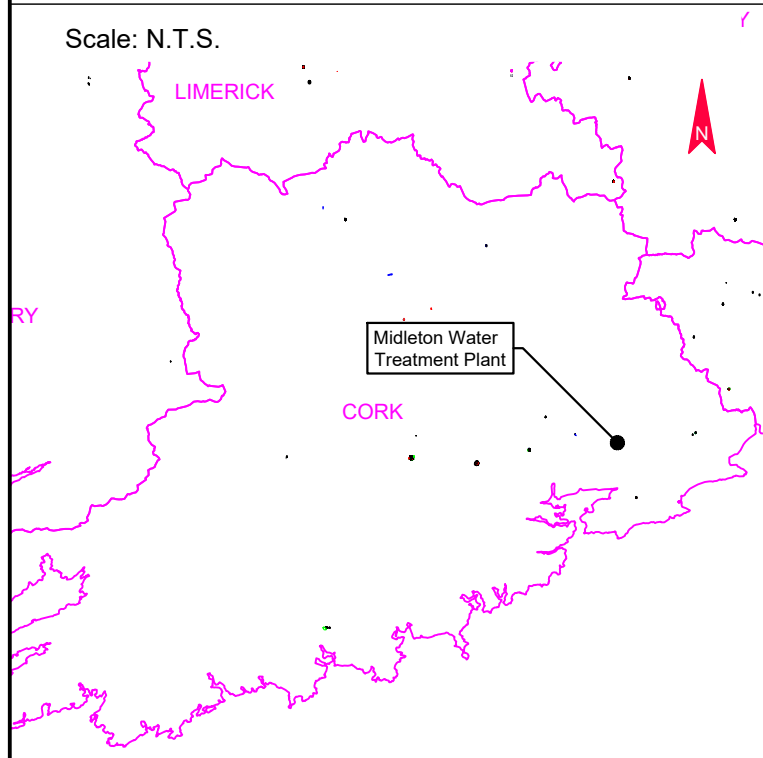 Y
Scale: N.T.S.
LIMERICK
N
RY
Midleton Water
Treatment Plant
CORK